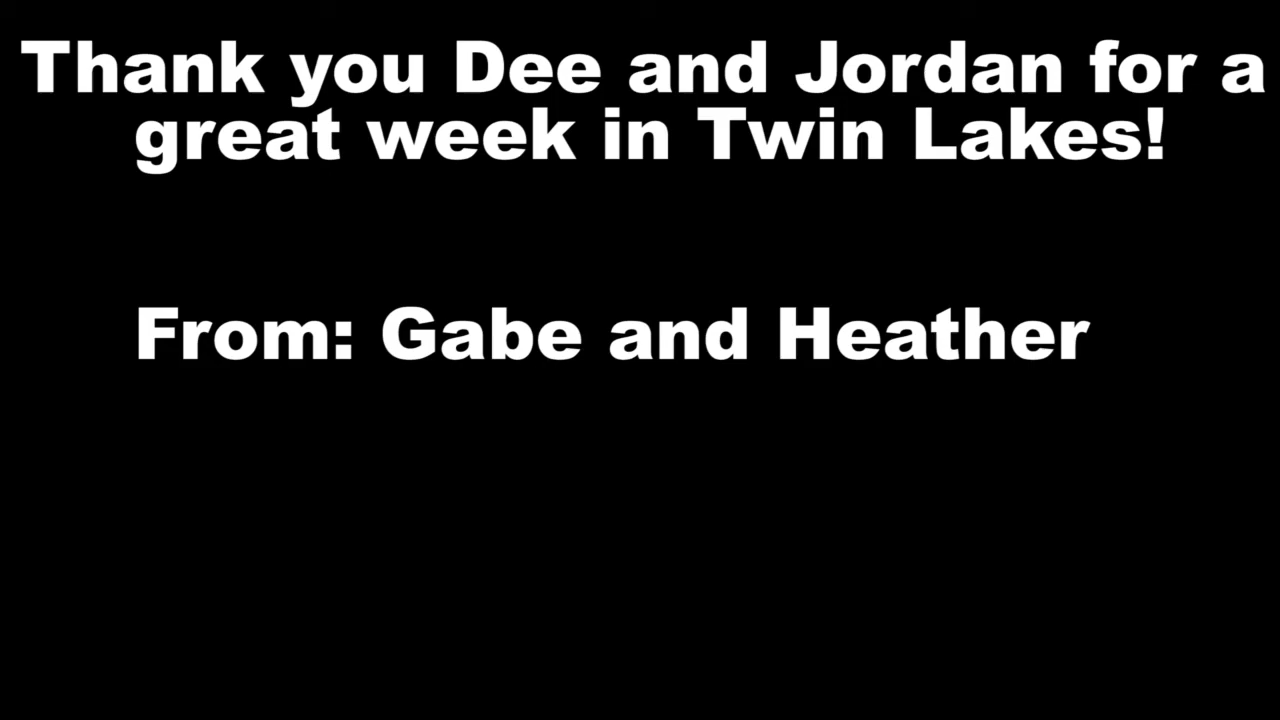 Thank you Dee and Jordan for a
great week in Twin Lakes!
From: Gabe and Heather